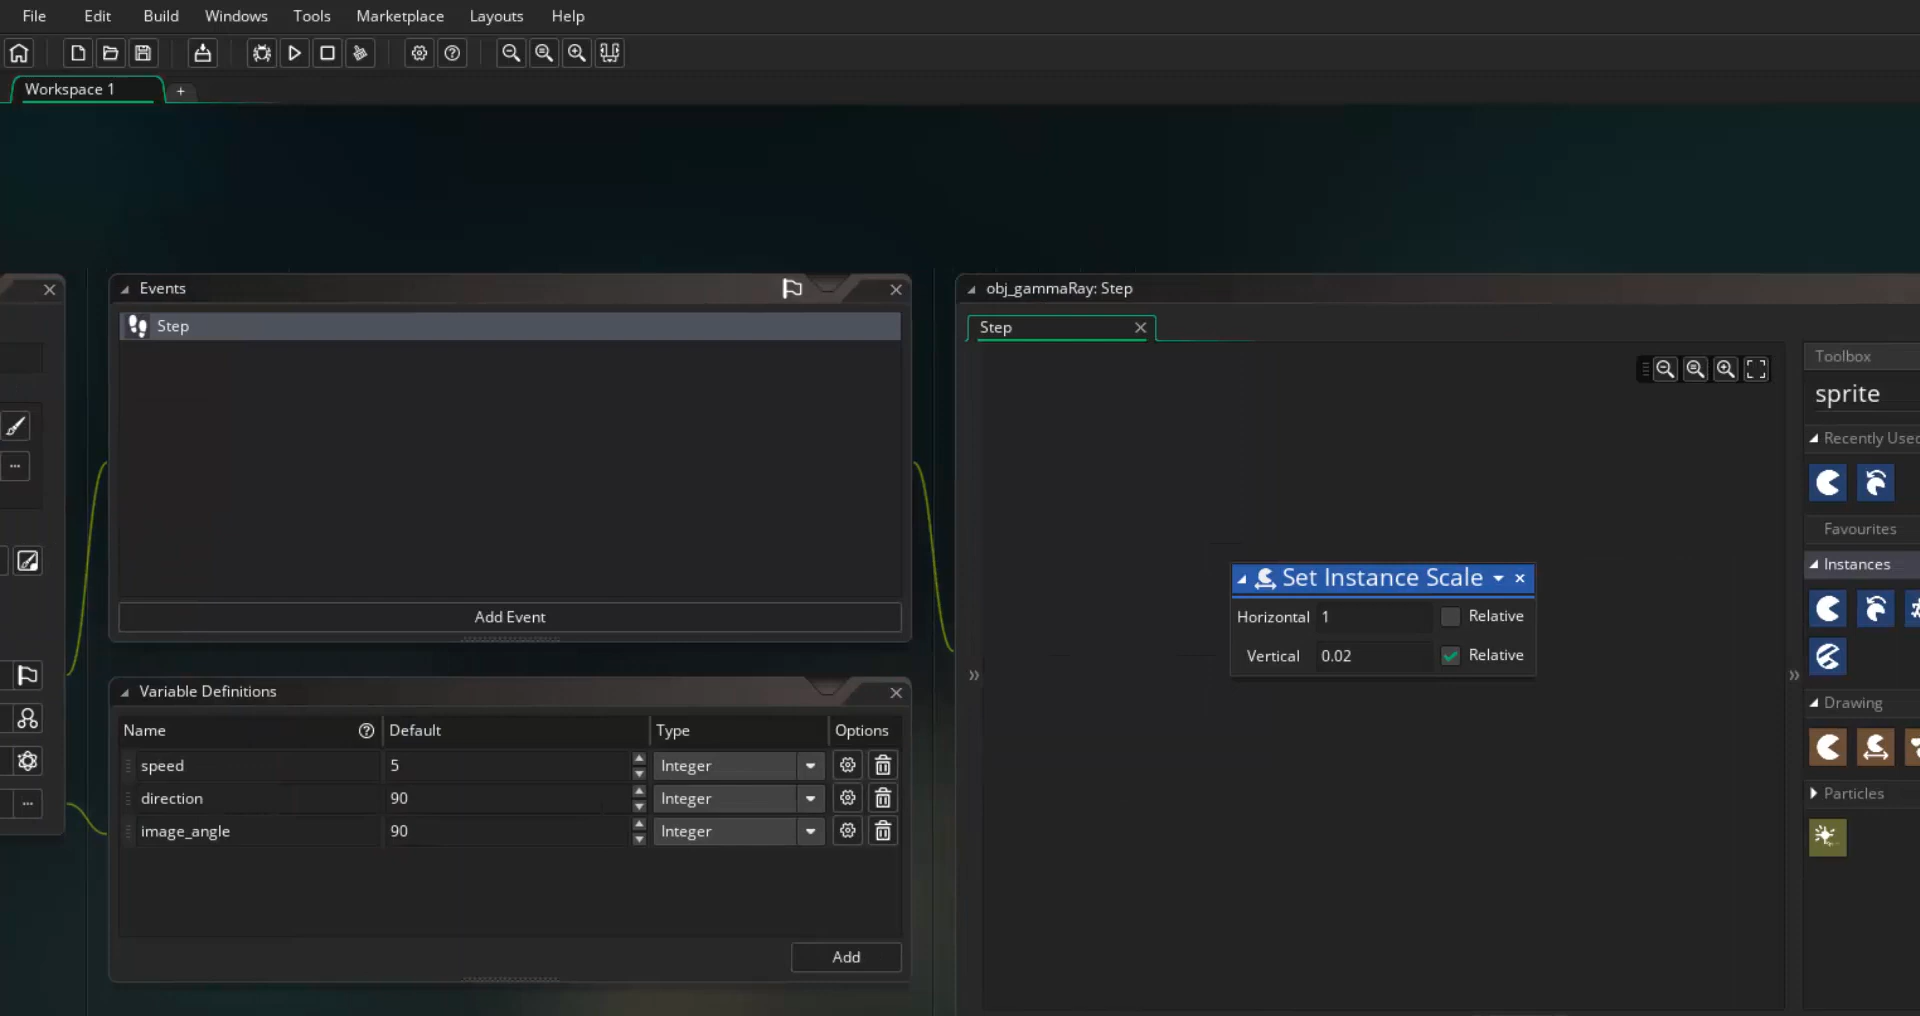 File Edit Build Windows Tools Marketplace Layouts Help
Workspace 1 +
Events
Step
Add Event
Variable Definitions
Name Default Type Options
speed 5 Integer
direction 90 Integer
image_angle 90 Integer
Add
obj_gammaRay: Step
Step
Set Instance Scale
Horizontal 1 Relative
Vertical 0.02 Relative
Toolbox
sprite
Recently Used
Favourites
Instances
Drawing
Particles